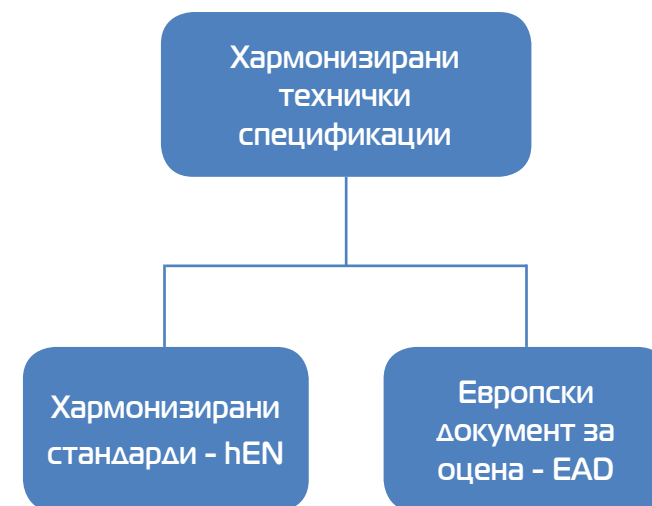 Хармонизирани
технички
спецификации
Хармонизирани
стандарди - hEN
Европски
документ за
оцена - EAD